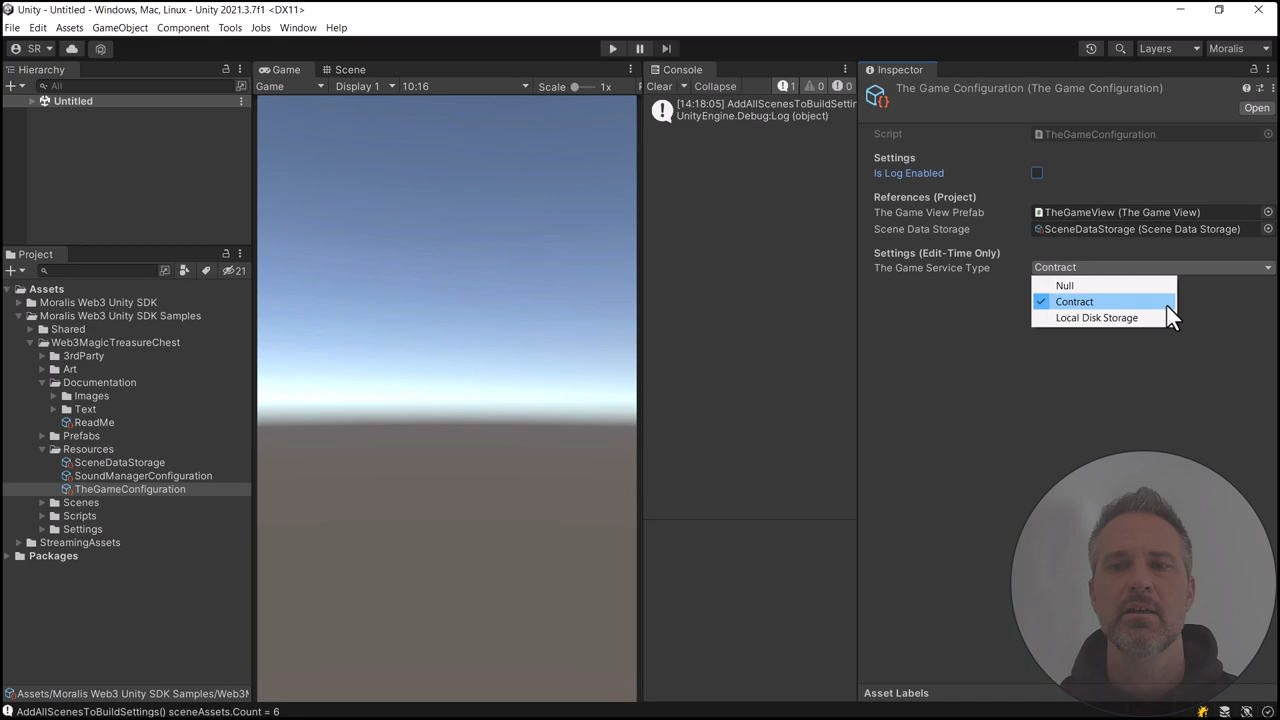 Unity - Untitled - Windows, Mac, Linux - Unity 2021.3.7f1 <DX11>
File Edit Assets GameObject Component Tools Jobs Window Help
SR Layers Moralis
Hierarchy
All
Untitled
Project
21
Assets
Moralis Web3 Unity SDK
Moralis Web3 Unity SDK Samples
Shared
Web3MagicTreasureChest
3rdParty
Art
Documentation
Images
Text
ReadMe
Prefabs
Resources
SceneDataStorage
SoundManagerConfiguration
TheGameConfiguration
Scenes
Scripts
Settings
StreamingAssets
Packages
Assets/Moralis Web3 Unity SDK Samples/Web3M
Game Scene
Game Display 1 10:16 Scale 1x
Console
Clear Collapse 1 0 0
[14:18:05] AddAllScenesToBuildSettin
UnityEngine.Debug:Log (object)
Inspector
The Game Configuration (The Game Configuration)
Open
Script TheGameConfiguration
Settings
Is Log Enabled
References (Project)
The Game View Prefab TheGameView (The Game View)
Scene Data Storage SceneDataStorage (Scene Data Storage)
Settings (Edit-Time Only)
The Game Service Type Contract
Null
Contract
Local Disk Storage
Asset Labels
AddAllScenesToBuildSettings() sceneAssets.Count = 6